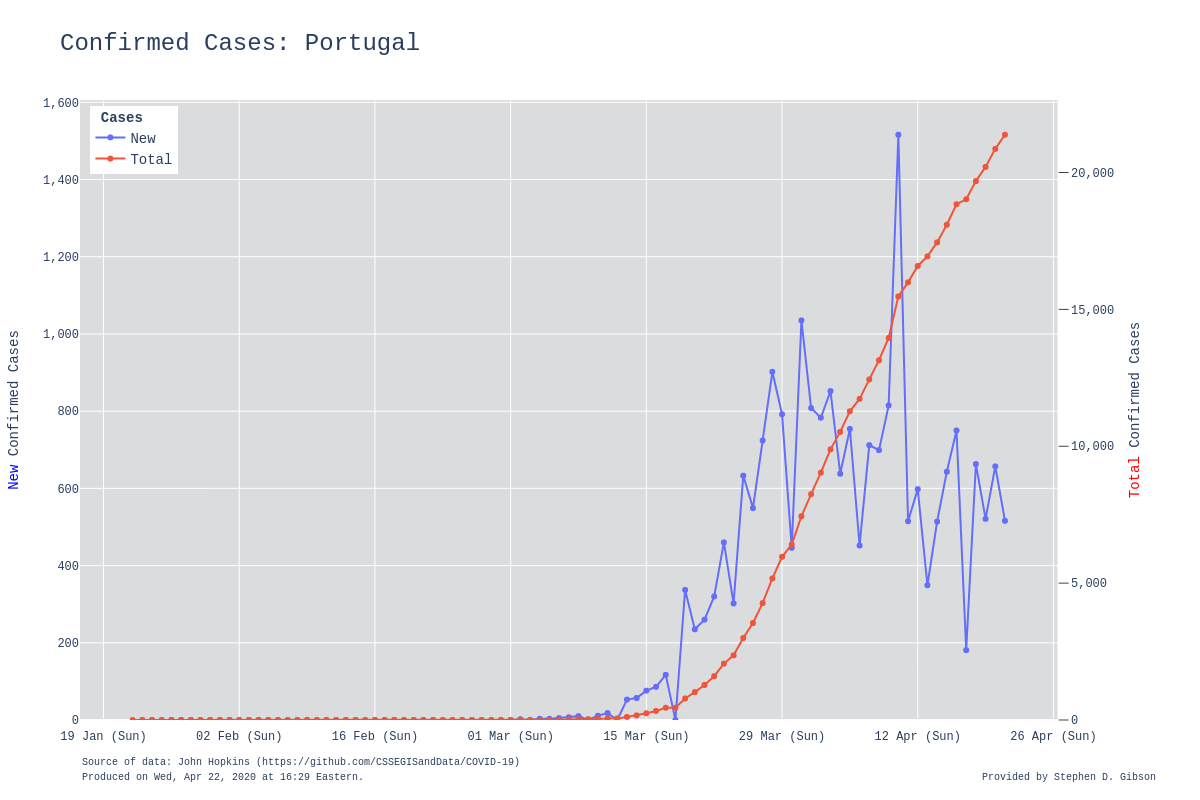 Confirmed Cases: Portugal
Cases
New
Total
1,600
1,400
1,200
1,000
800
600
400
200
0
New Confirmed Cases
20,000
15,000
10,000
5,000
0
Total Confirmed Cases
19 Jan (Sun) 02 Feb (Sun) 16 Feb (Sun) 01 Mar (Sun) 15 Mar (Sun) 29 Mar (Sun) 12 Apr (Sun) 26 Apr (Sun)
Source of data: John Hopkins (https://github.com/CSSEGISandData/COVID-19)
Produced on Wed, Apr 22, 2020 at 16:29 Eastern.
Provided by Stephen D. Gibson